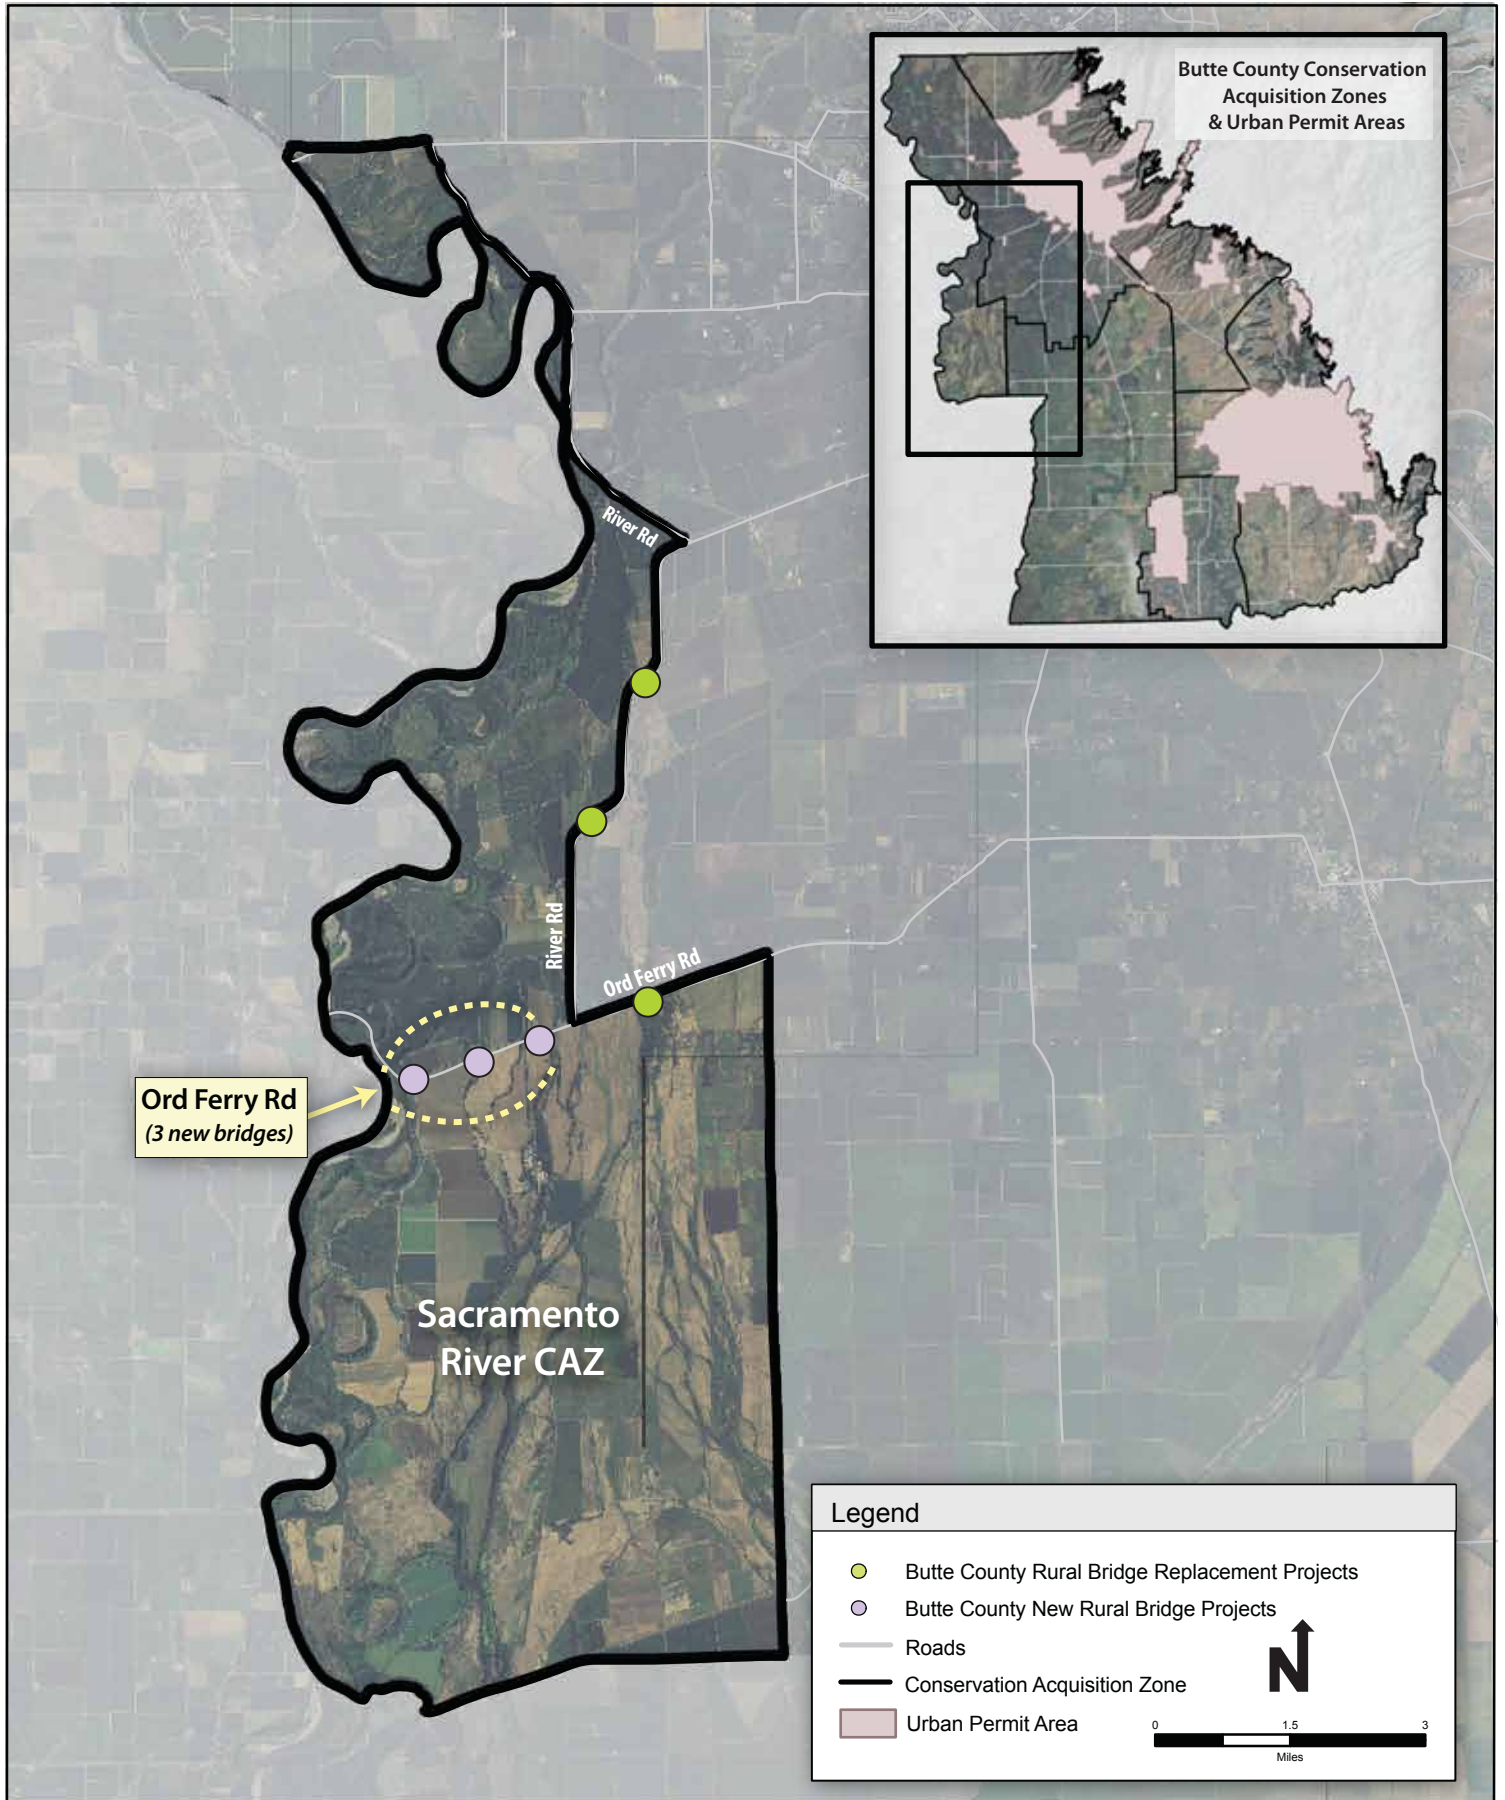 Butte County Conservation
Acquisition Zones
& Urban Permit Areas
River Rd
River Rd
Ord Ferry Rd
Ord Ferry Rd
(3 new bridges)
Sacramento
River CAZ
Legend
Butte County Rural Bridge Replacement Projects
Butte County New Rural Bridge Projects
Roads
Conservation Acquisition Zone
Urban Permit Area
N
0 1.5 3
Miles